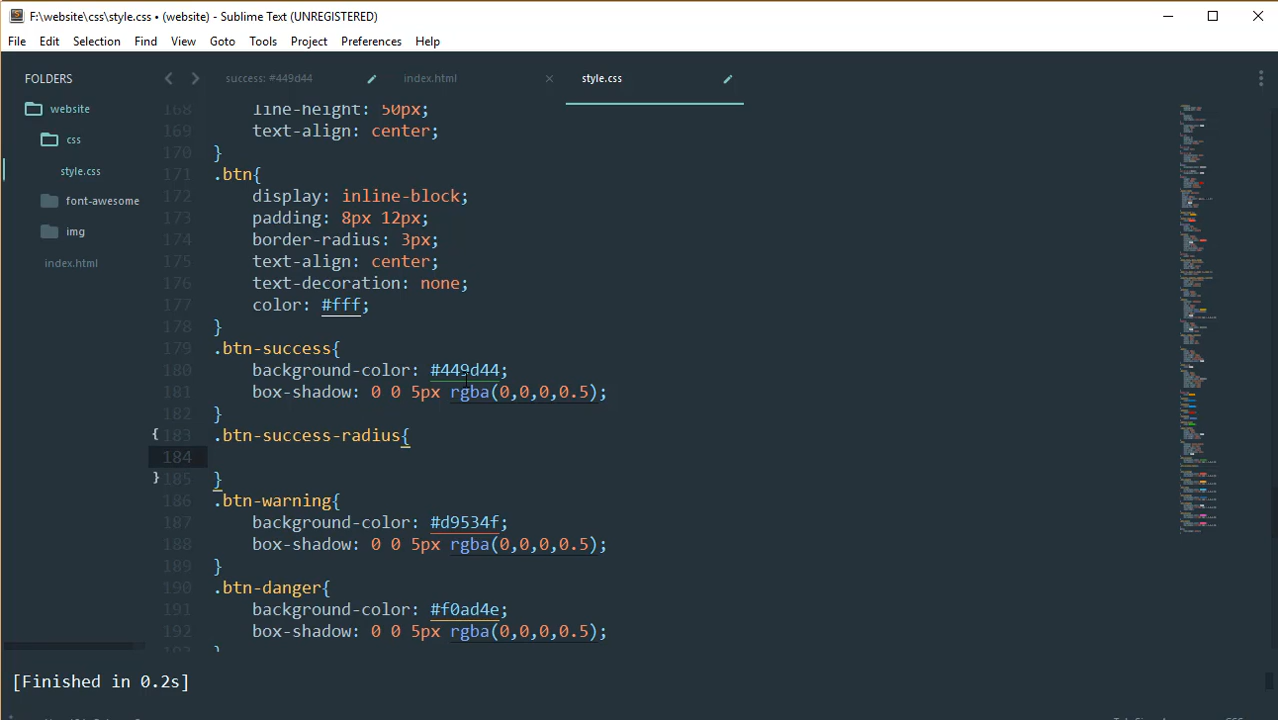 F:\website\css\style.css • (website) - Sublime Text (UNREGISTERED)
File Edit Selection Find View Goto Tools Project Preferences Help
FOLDERS
website
css
style.css
font-awesome
img
index.html
success: #449d44 index.html style.css
168 line-height: 50px;
169 text-align: center;
170 }
171 .btn{
172 display: inline-block;
173 padding: 8px 12px;
174 border-radius: 3px;
175 text-align: center;
176 text-decoration: none;
177 color: #fff;
178 }
179 .btn-success{
180 background-color: #449d44;
181 box-shadow: 0 0 5px rgba(0,0,0,0.5);
182 }
183 .btn-success-radius{
184
185 }
186 .btn-warning{
187 background-color: #d9534f;
188 box-shadow: 0 0 5px rgba(0,0,0,0.5);
189 }
190 .btn-danger{
191 background-color: #f0ad4e;
192 box-shadow: 0 0 5px rgba(0,0,0,0.5);
[Finished in 0.2s]